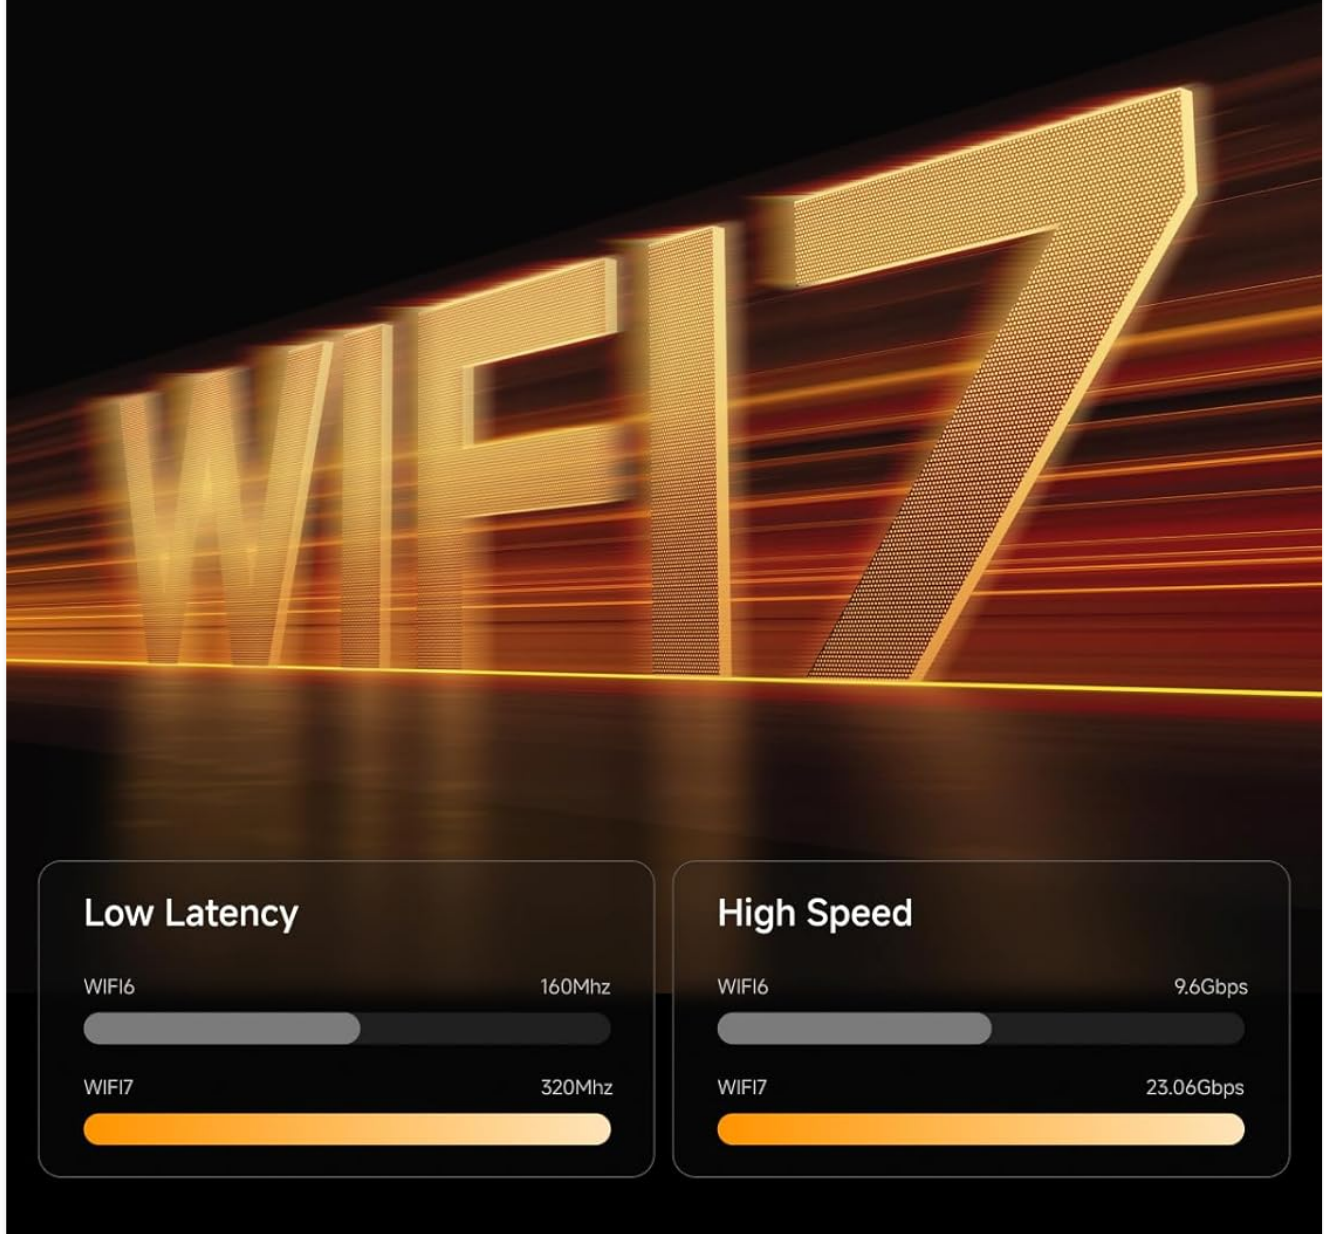 WIFI7
Low Latency
WIFI6 160Mhz
WIFI7 320Mhz
High Speed
WIFI6 9.6Gbps
WIFI7 23.06Gbps